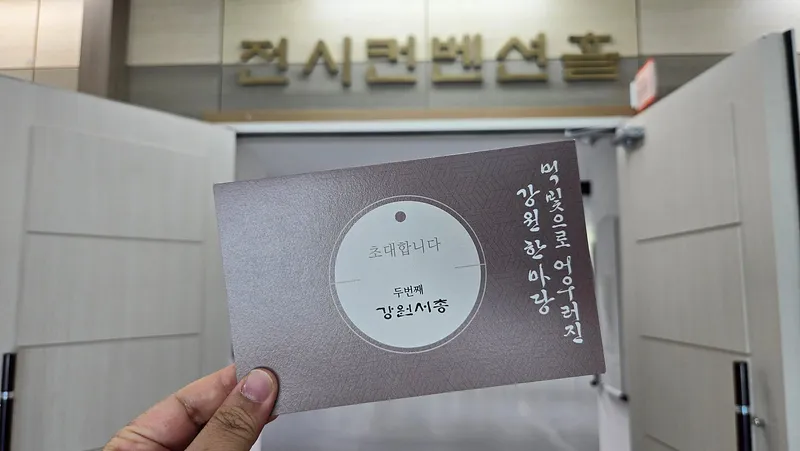 전시컨벤션홀
초대합니다
두번째
강원서총
먹빛으로 어우러진
강원 한마당